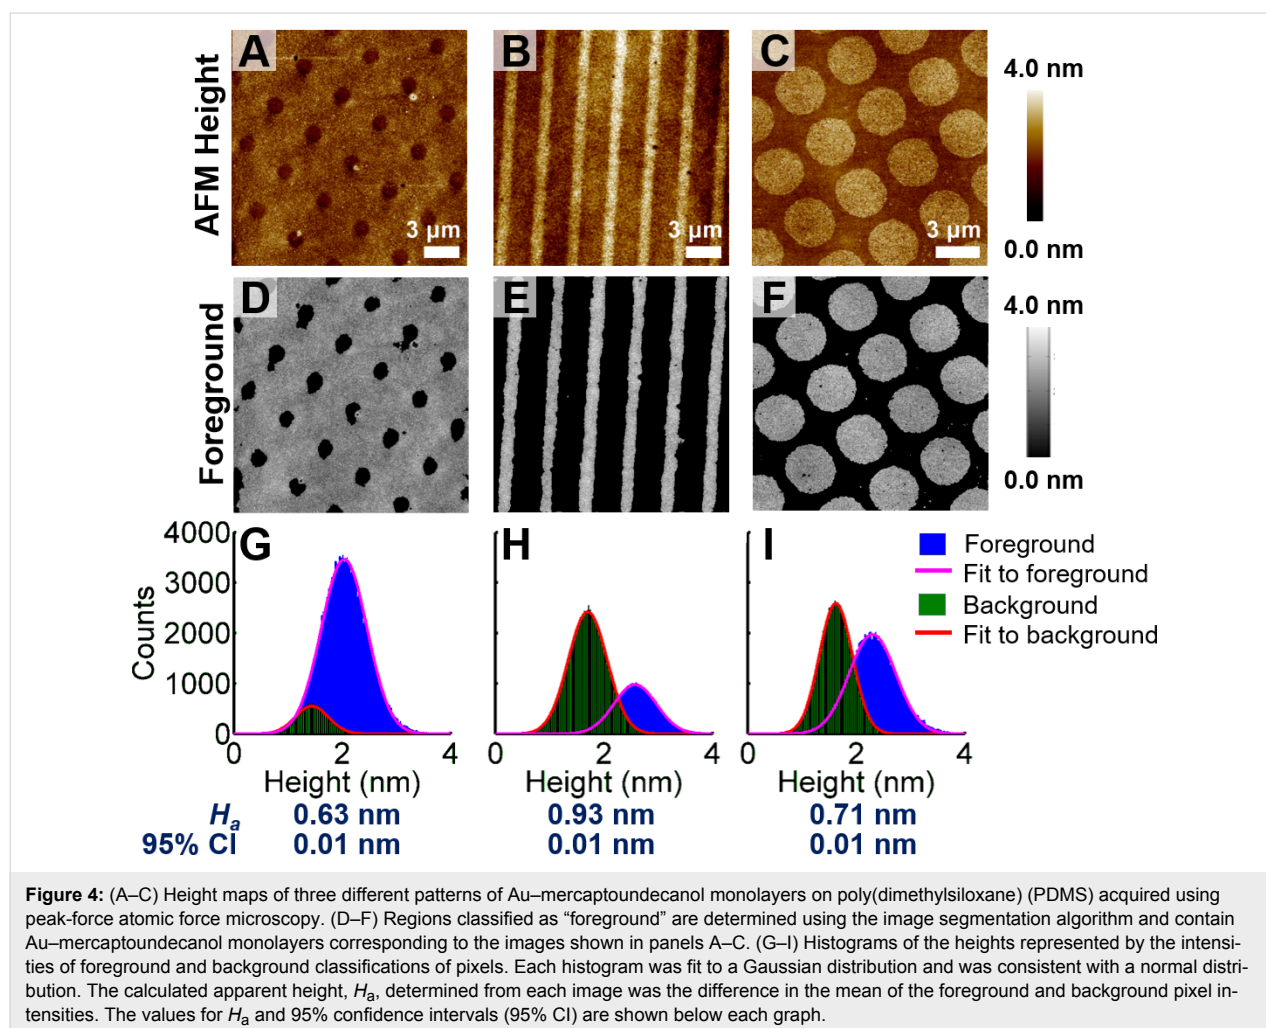 A
B
C
AFM Height
3 µm
3 µm
3 µm
4.0 nm
0.0 nm
D
E
F
Foreground
4.0 nm
0.0 nm
G
H
I
Counts
4000
3000
2000
1000
0
0 2 4
0 2 4
0 2 4
Height (nm)
Height (nm)
Height (nm)
Foreground
Fit to foreground
Background
Fit to background
Ha 0.63 nm 0.93 nm 0.71 nm
95% CI 0.01 nm 0.01 nm 0.01 nm
Figure 4: (A–C) Height maps of three different patterns of Au–mercaptoundecanol monolayers on poly(dimethylsiloxane) (PDMS) acquired using
peak-force atomic force microscopy. (D–F) Regions classified as “foreground” are determined using the image segmentation algorithm and contain
Au–mercaptoundecanol monolayers corresponding to the images shown in panels A–C. (G–I) Histograms of the heights represented by the intensi-
ties of foreground and background classifications of pixels. Each histogram was fit to a Gaussian distribution and was consistent with a normal distri-
bution. The calculated apparent height, Ha, determined from each image was the difference in the mean of the foreground and background pixel in-
tensities. The values for Ha and 95% confidence intervals (95% CI) are shown below each graph.